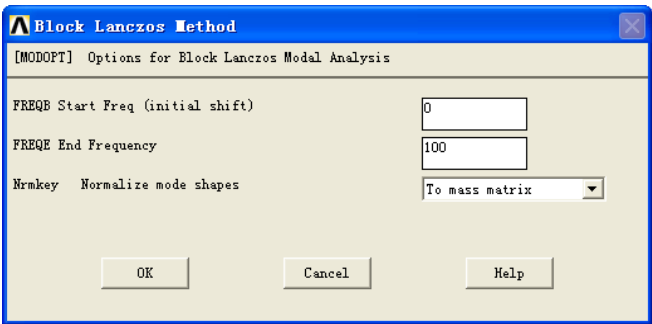 Block Lanczos Method
[MODOPT] Options for Block Lanczos Modal Analysis
FREQB Start Freq (initial shift) 0
FREQE End Frequency 100
Nrmkey Normalize mode shapes To mass matrix
OK Cancel Help